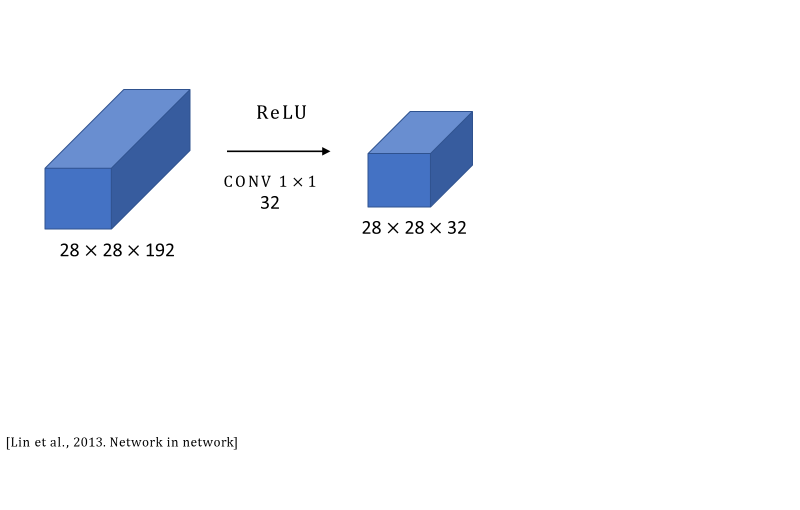 ReLU
CONV 1 × 1
32
28 × 28 × 192
28 × 28 × 32
[Lin et al., 2013. Network in network]